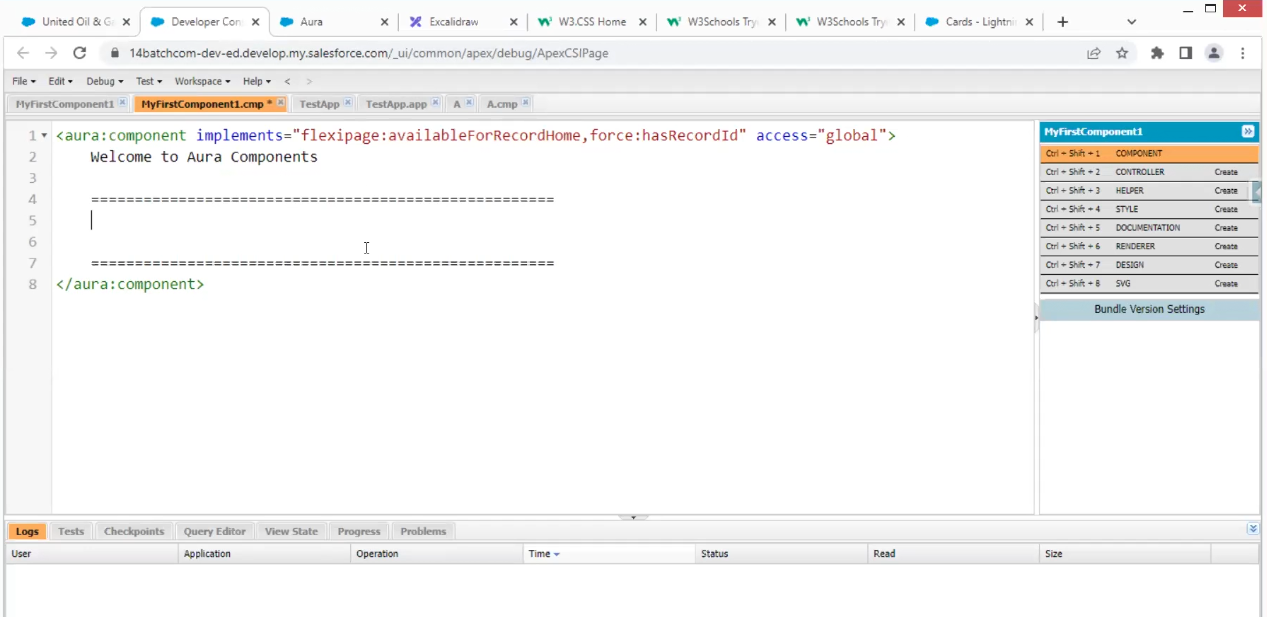 United Oil & G
Developer Con
Aura
Excalidraw
W3.CSS Home
W3Schools Try
W3Schools Try
Cards - Lightni
14batchcom-dev-ed.develop.my.salesforce.com/_ui/common/apex/debug/ApexCSIPage
File Edit Debug Test Workspace Help < >
MyFirstComponent1 MyFirstComponent1.cmp * TestApp TestApp.app A A.cmp
1 <aura:component implements="flexipage:availableForRecordHome,force:hasRecordId" access="global">
2 Welcome to Aura Components
3
4 =====================================================
5
6
7 =====================================================
8 </aura:component>
MyFirstComponent1
Ctrl + Shift + 1 COMPONENT
Ctrl + Shift + 2 CONTROLLER Create
Ctrl + Shift + 3 HELPER Create
Ctrl + Shift + 4 STYLE Create
Ctrl + Shift + 5 DOCUMENTATION Create
Ctrl + Shift + 6 RENDERER Create
Ctrl + Shift + 7 DESIGN Create
Ctrl + Shift + 8 SVG Create
Bundle Version Settings
Logs Tests Checkpoints Query Editor View State Progress Problems
User Application Operation Time Status Read Size